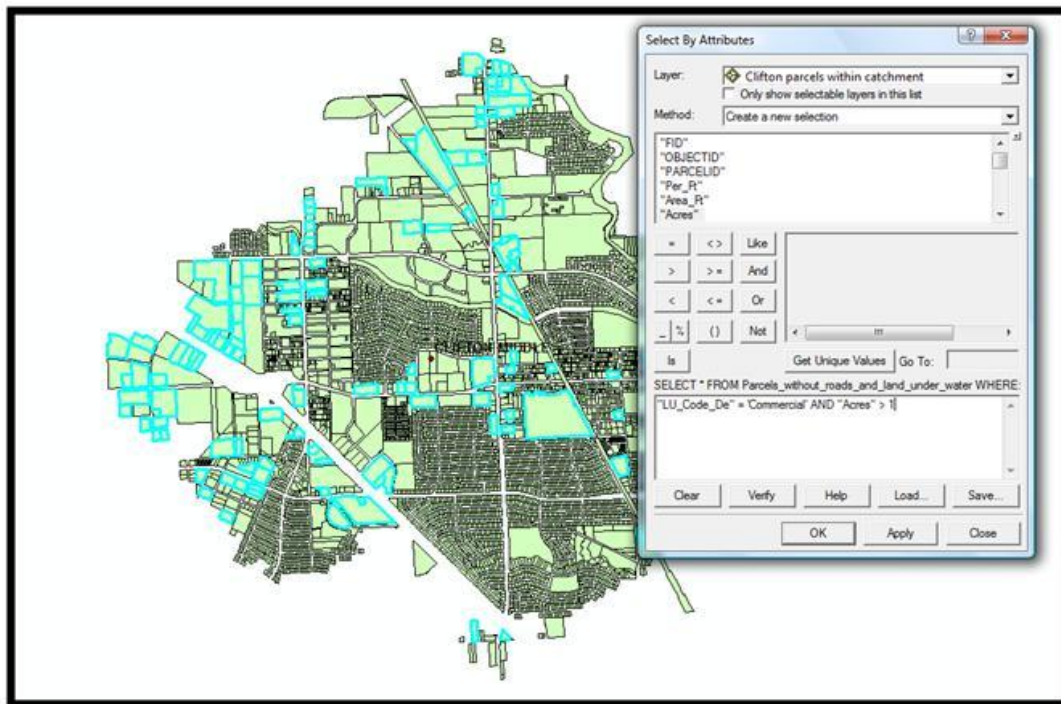 Select By Attributes
Layer:
Clifton parcels within catchment
Only show selectable layers in this list
Method:
Create a new selection
"FID"
"OBJECTID"
"PARCELID"
"Per_Ft"
"Area_Ft"
"Acres"
= < > Like
> > = And
< < = Or
_ % ( ) Not
Is
Get Unique Values Go To:
SELECT * FROM Parcels_without_roads_and_land_under_water WHERE:
"LU_Code_De" = 'Commercial' AND "Acres" > 1
Clear Verify Help Load... Save...
OK Apply Close
CLIFTON MIDDLE